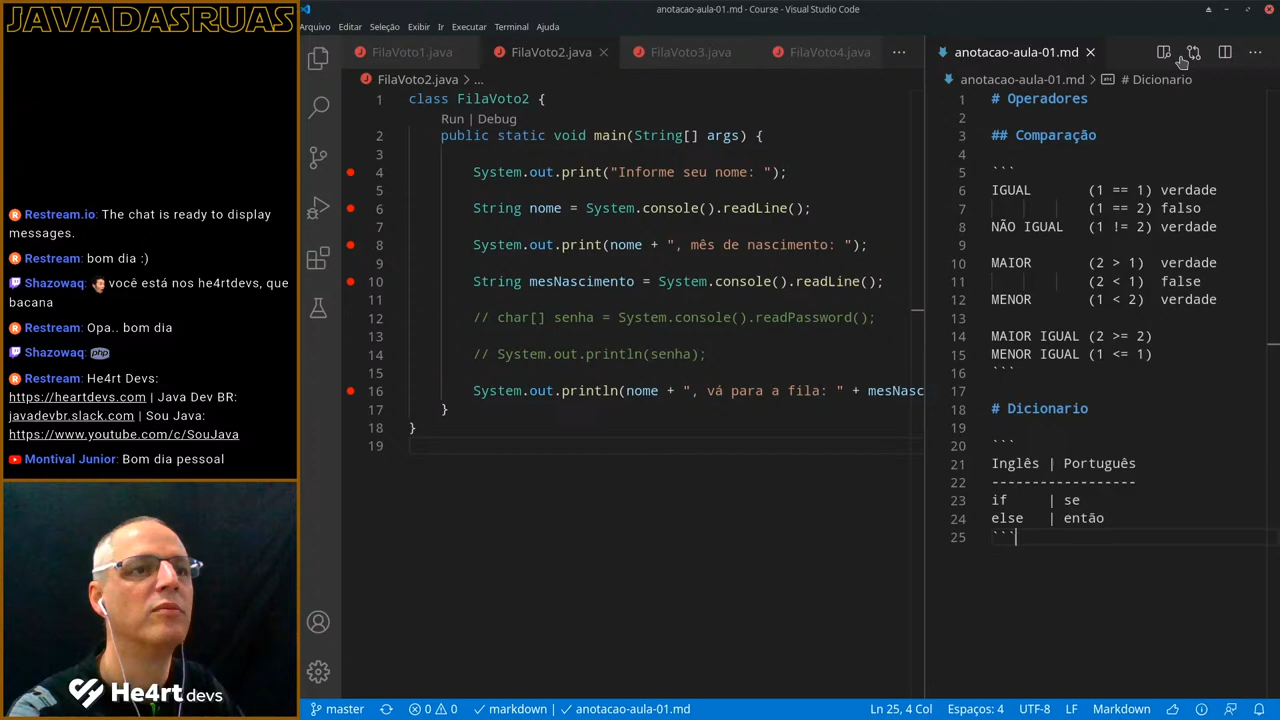 JAVADASRUAS
Restream.io: The chat is ready to display
messages.
Restream: bom dia :)
Shazowaq: você está nos he4rtdevs, que
bacana
Restream: Opa.. bom dia
Shazowaq: php
Restream: He4rt Devs:
https://heartdevs.com | Java Dev BR:
javadevbr.slack.com | Sou Java:
https://www.youtube.com/c/SouJava
Montival Junior: Bom dia pessoal
He4rt devs
anotacao-aula-01.md - Course - Visual Studio Code
Arquivo Editar Seleção Exibir Ir Executar Terminal Ajuda
FilaVoto1.java FilaVoto2.java FilaVoto3.java FilaVoto4.java
FilaVoto2.java > ...
1 class FilaVoto2 {
Run | Debug
2 public static void main(String[] args) {
3
4 System.out.print("Informe seu nome: ");
5
6 String nome = System.console().readLine();
7
8 System.out.print(nome + ", mês de nascimento: ");
9
10 String mesNascimento = System.console().readLine();
11
12 // char[] senha = System.console().readPassword();
13
14 // System.out.println(senha);
15
16 System.out.println(nome + ", vá para a fila: " + mesNasc
17 }
18 }
19
anotacao-aula-01.md
anotacao-aula-01.md > # Dicionario
1 # Operadores
2
3 ## Comparação
4
5 ```
6 IGUAL (1 == 1) verdade
7 (1 == 2) falso
8 NÃO IGUAL (1 != 2) verdade
9
10 MAIOR (2 > 1) verdade
11 (2 < 1) false
12 MENOR (1 < 2) verdade
13
14 MAIOR IGUAL (2 >= 2)
15 MENOR IGUAL (1 <= 1)
16 ```
17
18 # Dicionario
19
20 ```
21 Inglês | Português
22 ------------------
23 if | se
24 else | então
25 ```
master 0 0 markdown | anotacao-aula-01.md Ln 25, 4 Col Espaços: 4 UTF-8 LF Markdown